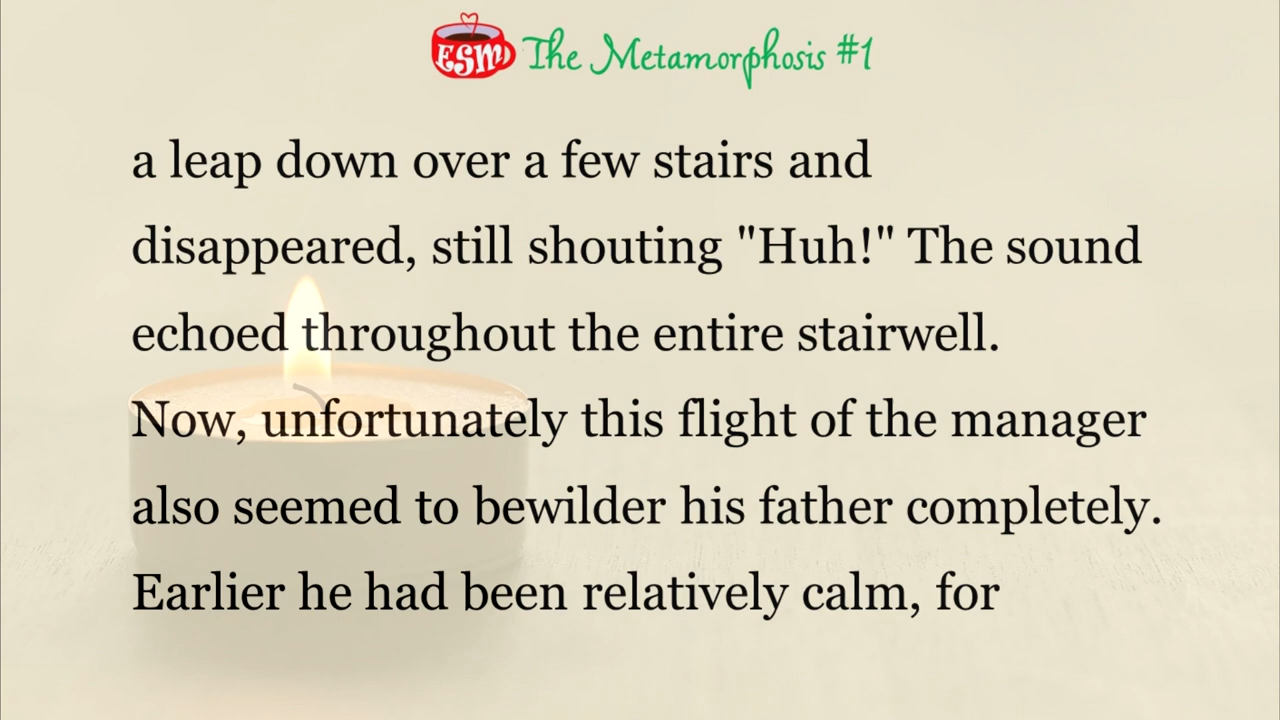 ESM The Metamorphosis #1
a leap down over a few stairs and
disappeared, still shouting "Huh!" The sound
echoed throughout the entire stairwell.
Now, unfortunately this flight of the manager
also seemed to bewilder his father completely.
Earlier he had been relatively calm, for